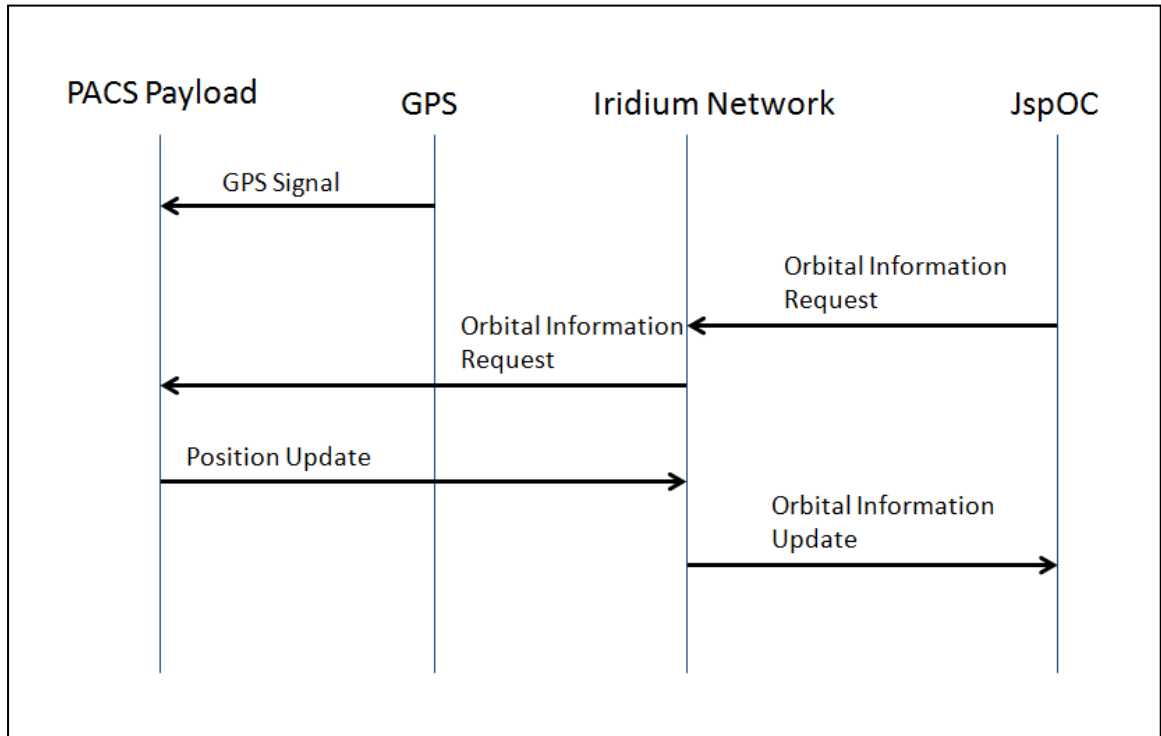 PACS Payload
GPS
Iridium Network
JspOC
GPS Signal
Orbital Information
Request
Orbital Information
Request
Position Update
Orbital Information
Update